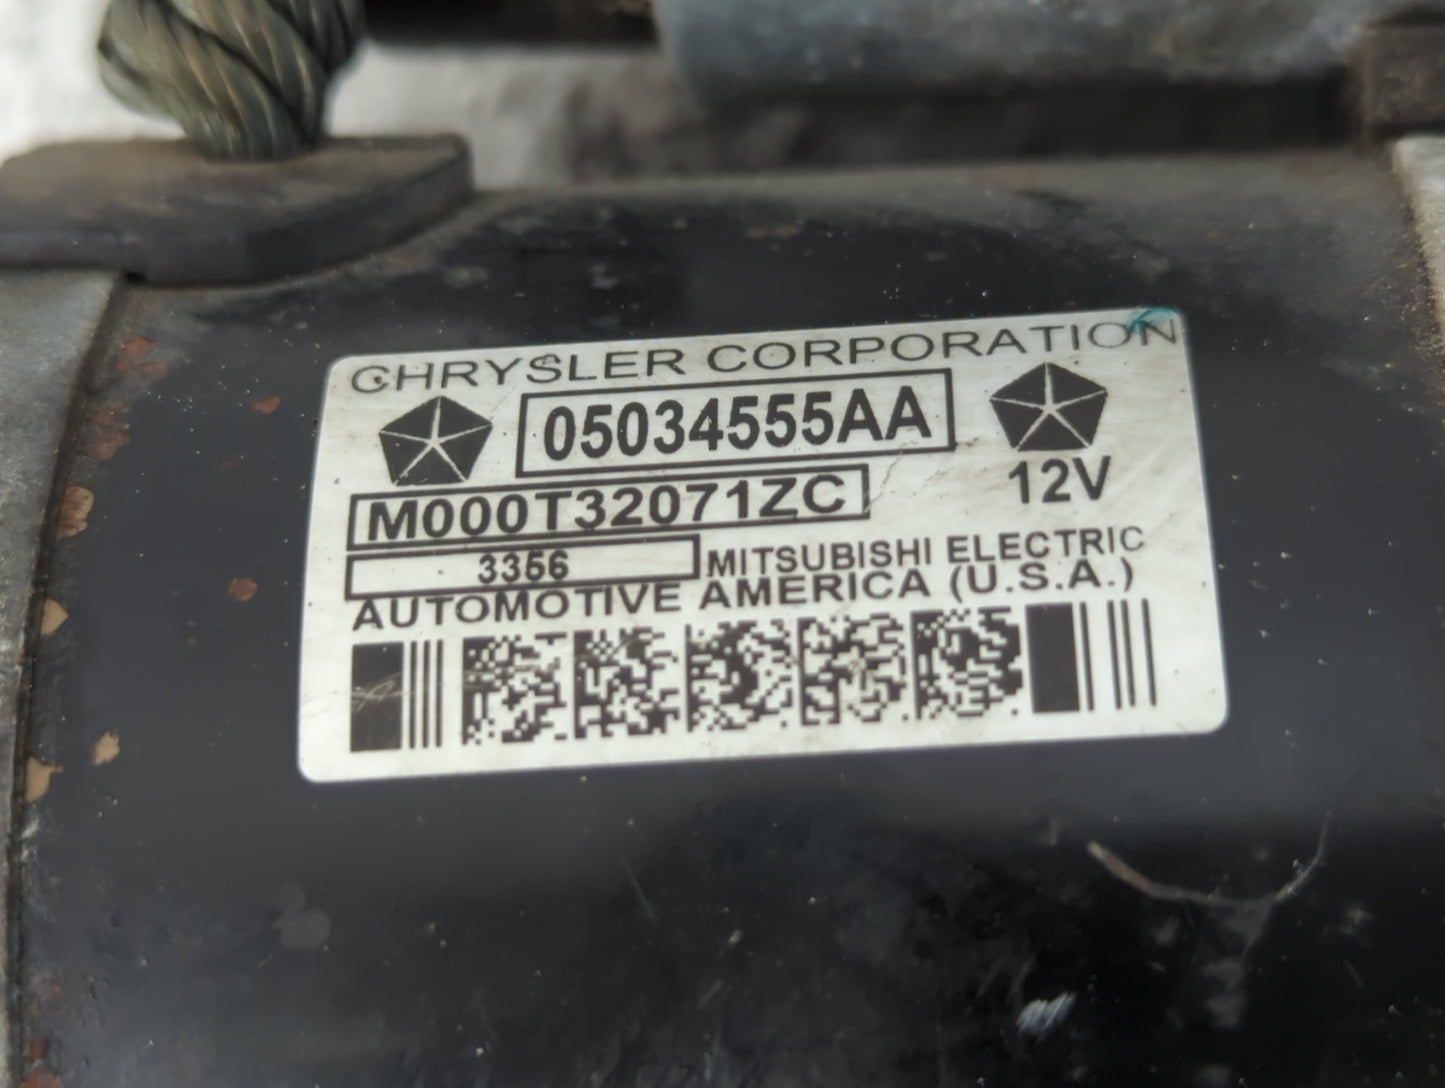 CHRYSLER CORPORATION
05034555AA
12V
M000T32071ZC
3356 MITSUBISHI ELECTRIC
AUTOMOTIVE AMERICA (U.S.A.)